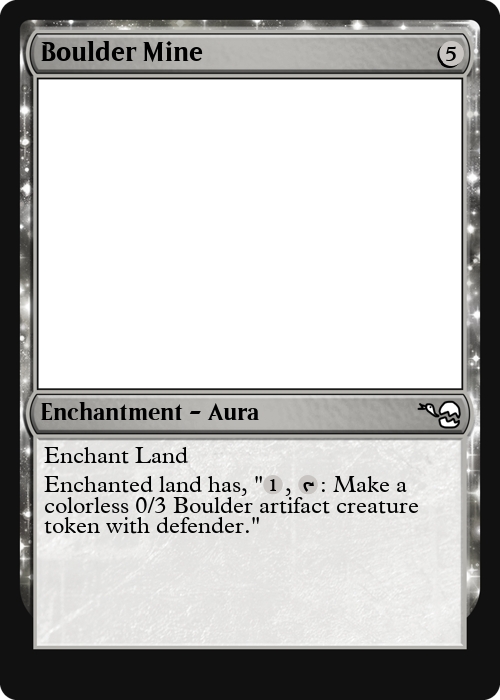 Boulder Mine
5
Enchantment – Aura
Enchant Land
Enchanted land has, "1, : Make a
colorless 0/3 Boulder artifact creature
token with defender."